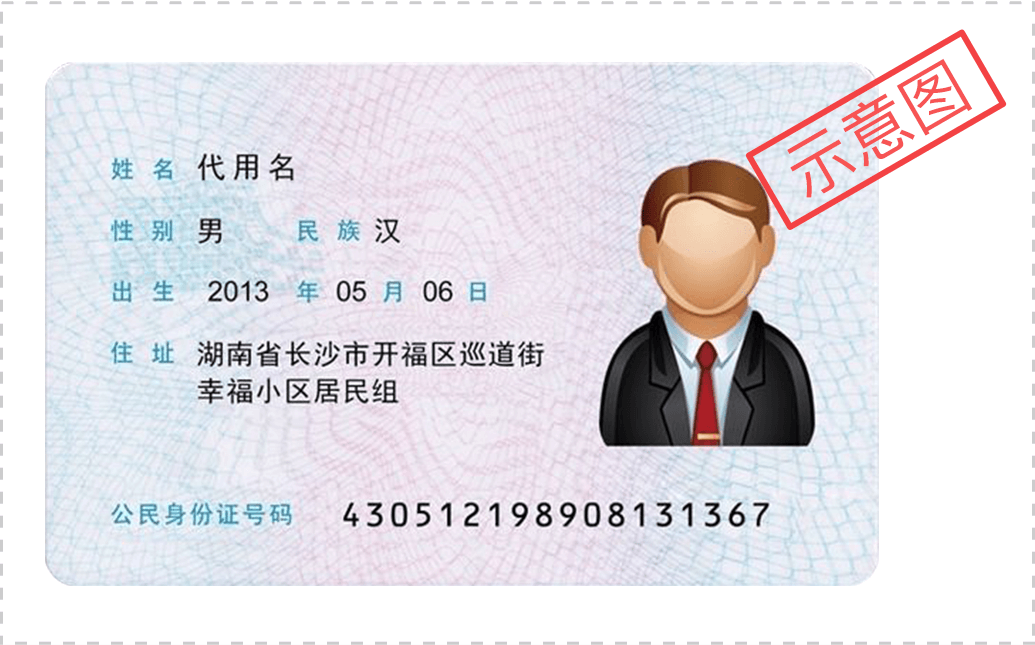 示意图
姓名 代用名
性别 男 民族 汉
出生 2013 年 05 月 06 日
住址 湖南省长沙市开福区巡道街
幸福小区居民组
公民身份证号码 430512198908131367